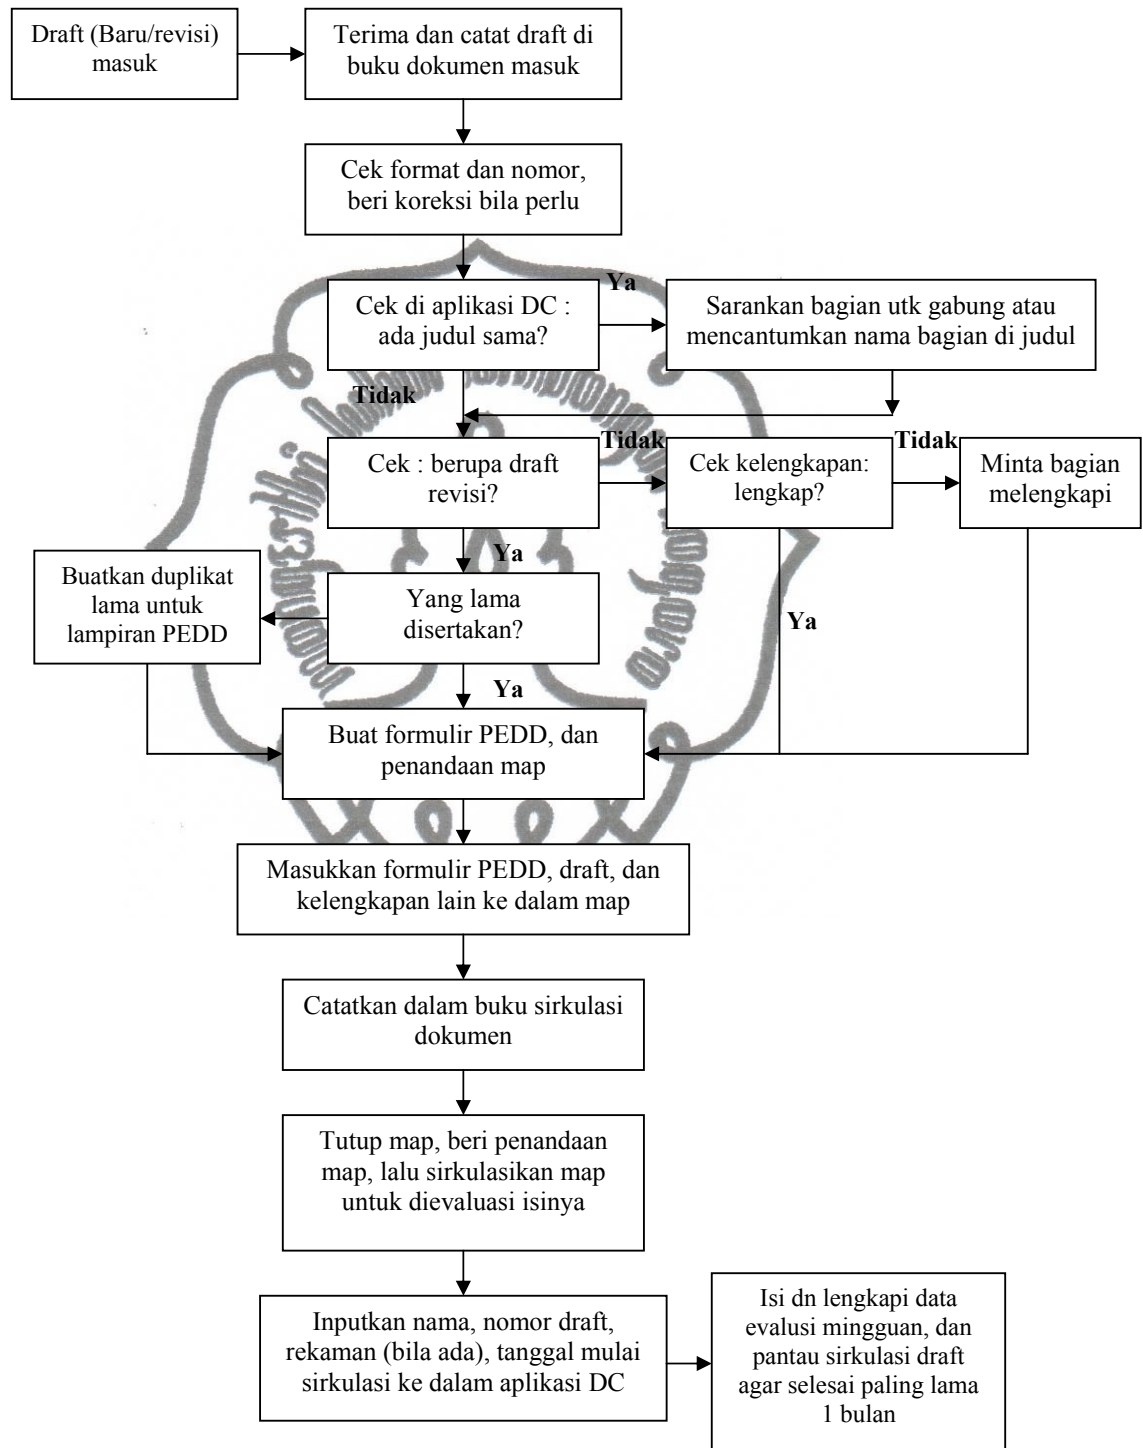 Draft (Baru/revisi)
masuk
Terima dan catat draft di
buku dokumen masuk
Cek format dan nomor,
beri koreksi bila perlu
Ya
Cek di aplikasi DC :
ada judul sama?
Sarankan bagian utk gabung atau
mencantumkan nama bagian di judul
Tidak
Tidak
Tidak
Cek : berupa draft
revisi?
Cek kelengkapan:
lengkap?
Minta bagian
melengkapi
Ya
Buatkan duplikat
lama untuk
lampiran PEDD
Yang lama
disertakan?
Ya
Ya
Buat formulir PEDD, dan
penandaan map
Masukkan formulir PEDD, draft, dan
kelengkapan lain ke dalam map
Catatkan dalam buku sirkulasi
dokumen
Tutup map, beri penandaan
map, lalu sirkulasikan map
untuk dievaluasi isinya
Inputkan nama, nomor draft,
rekaman (bila ada), tanggal mulai
sirkulasi ke dalam aplikasi DC
Isi dn lengkapi data
evalusi mingguan, dan
pantau sirkulasi draft
agar selesai paling lama
1 bulan